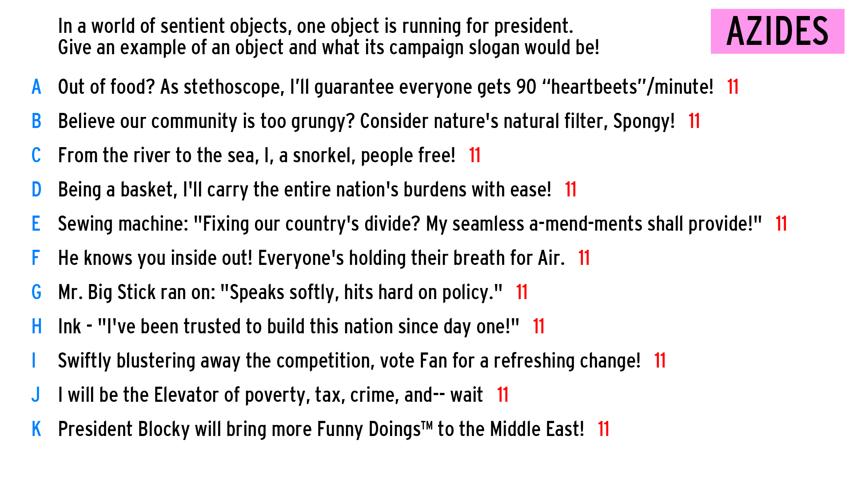 In a world of sentient objects, one object is running for president.
Give an example of an object and what its campaign slogan would be!
AZIDES
A Out of food? As stethoscope, I'll guarantee everyone gets 90 “heartbeets”/minute! 11
B Believe our community is too grungy? Consider nature's natural filter, Spongy! 11
C From the river to the sea, I, a snorkel, people free! 11
D Being a basket, I'll carry the entire nation's burdens with ease! 11
E Sewing machine: "Fixing our country's divide? My seamless a-mend-ments shall provide!" 11
F He knows you inside out! Everyone's holding their breath for Air. 11
G Mr. Big Stick ran on: "Speaks softly, hits hard on policy." 11
H Ink - "I've been trusted to build this nation since day one!" 11
I Swiftly blustering away the competition, vote Fan for a refreshing change! 11
J I will be the Elevator of poverty, tax, crime, and-- wait 11
K President Blocky will bring more Funny Doings™ to the Middle East! 11